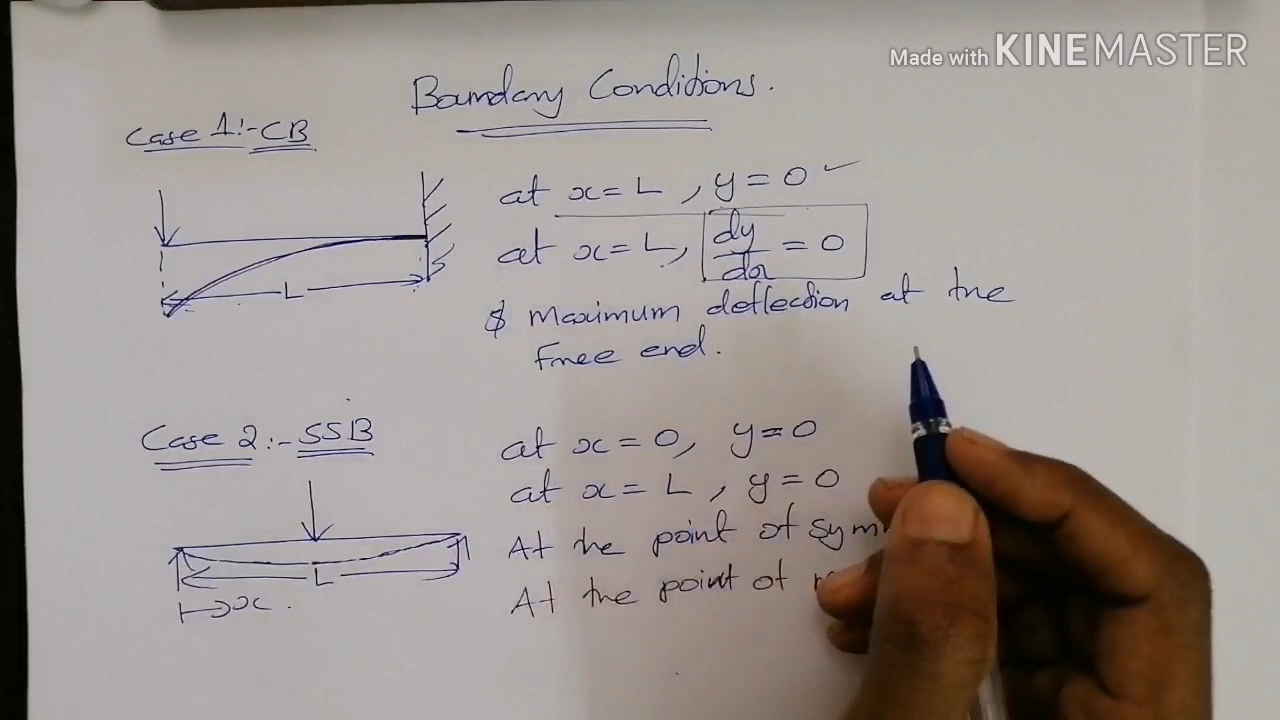 Made with KINEMASTER
Boundary Conditions.
Case 1:- CB
at x = L, y = 0
at x = L, dy/dx = 0
L
Maximum deflection at the
Free end.
Case 2:- SSB
at x = 0, y = 0
at x = L, y = 0
At the point of
L
At the point of
x.